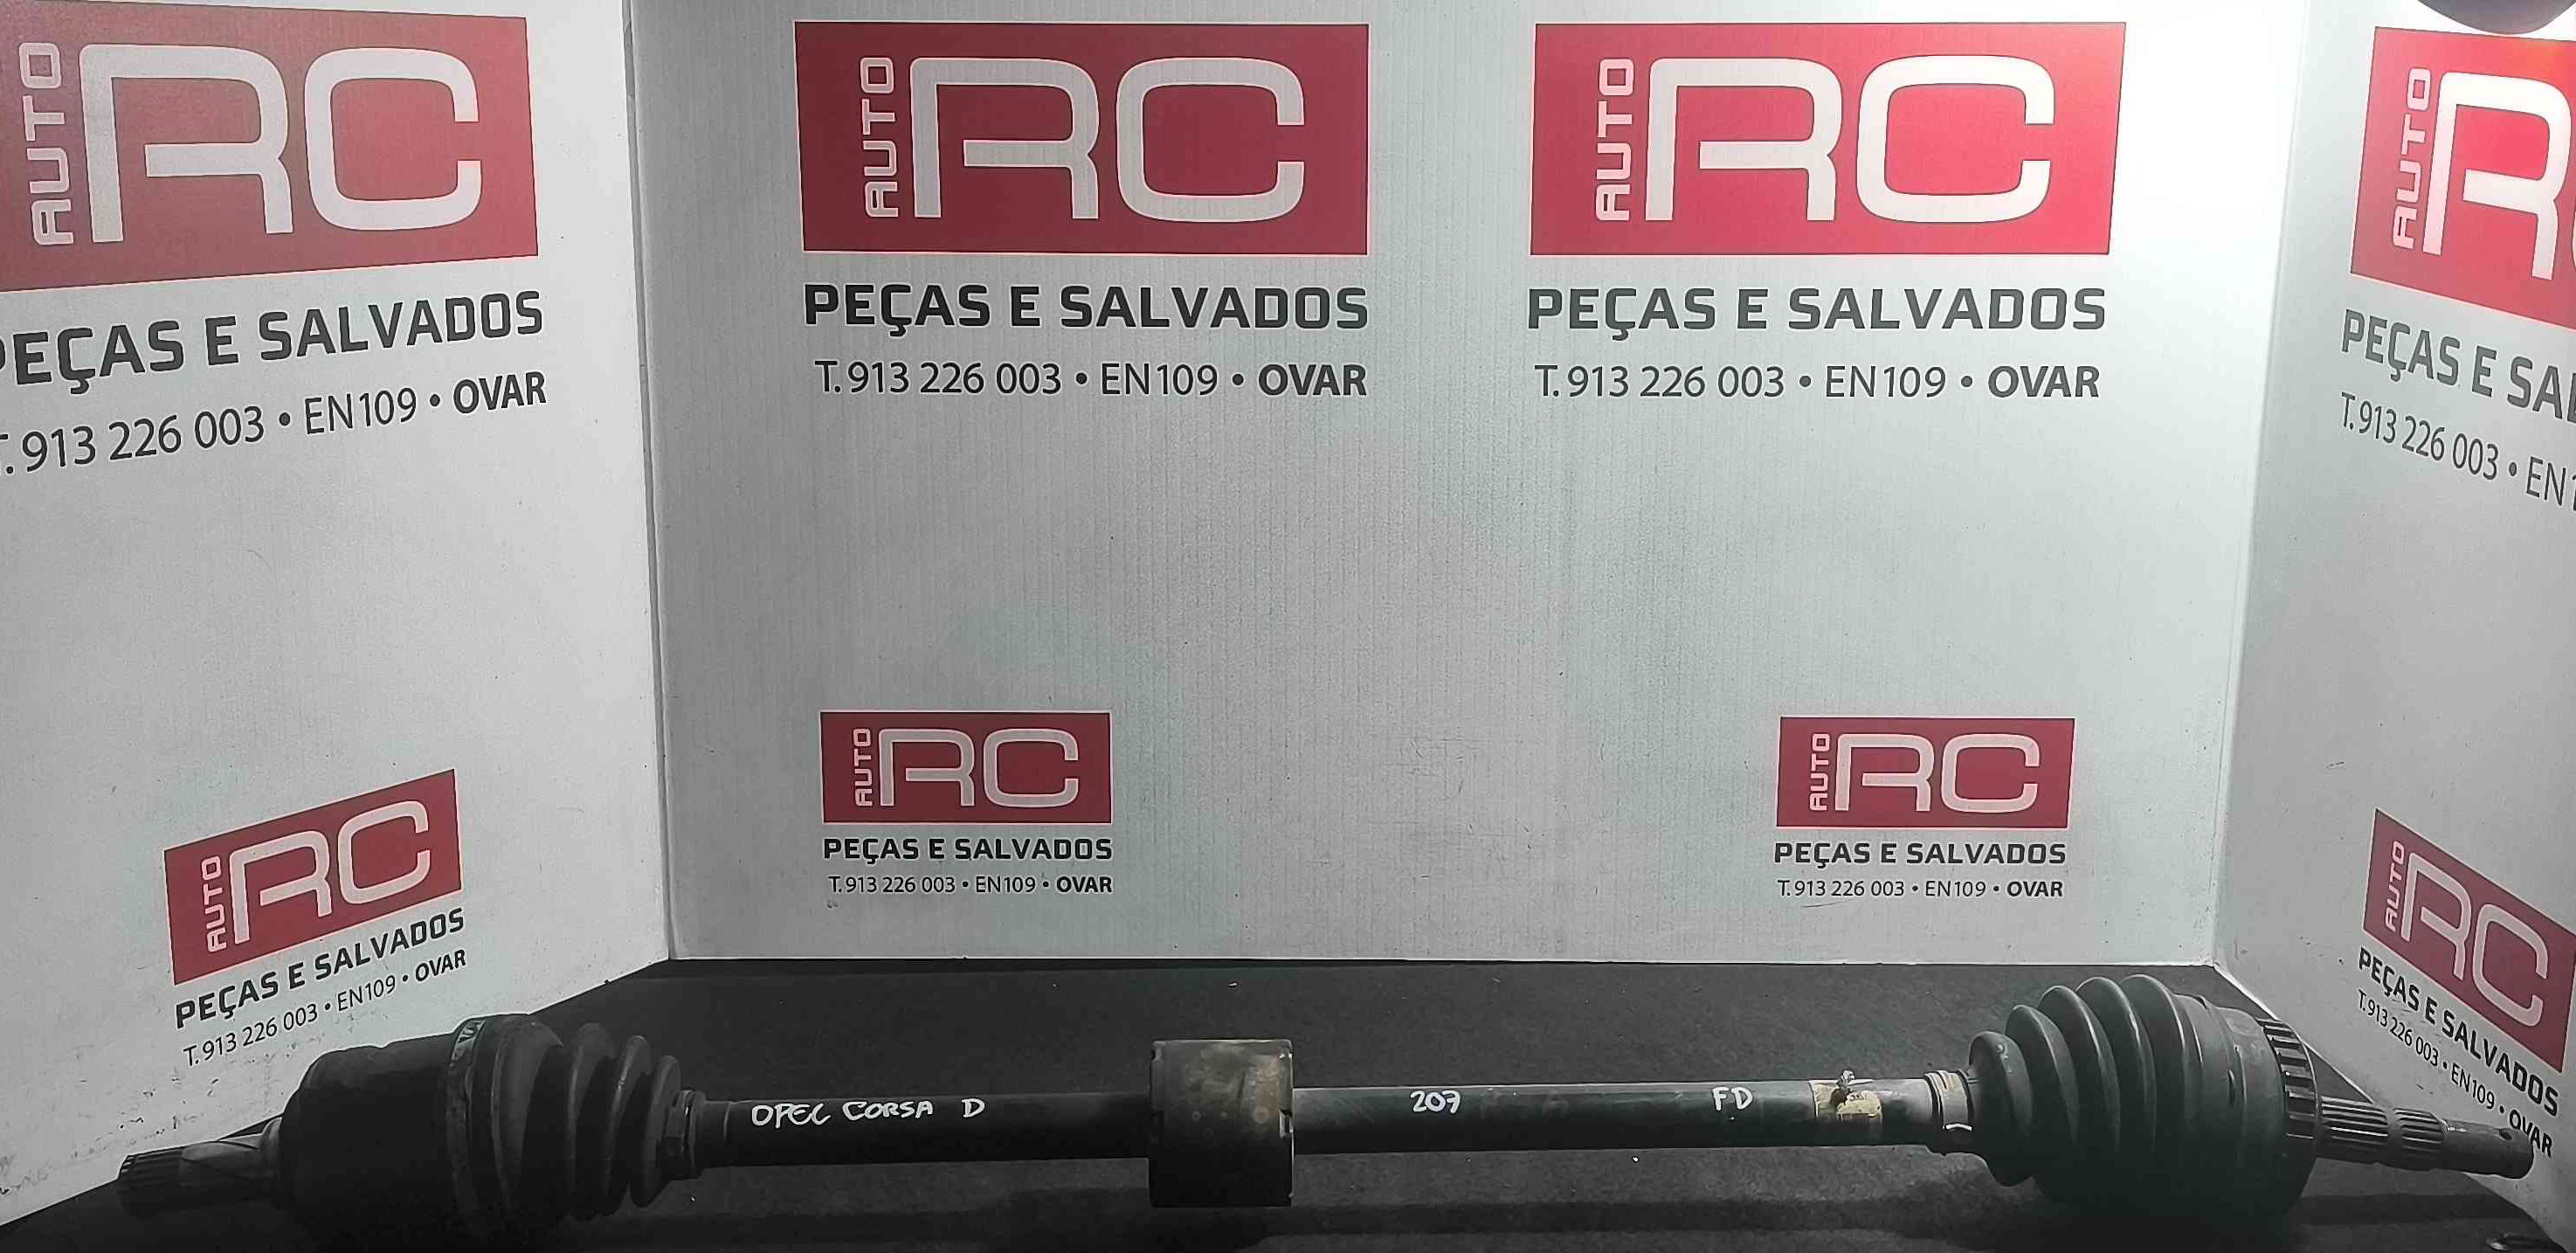 AUTO RC
PEÇAS E SALVADOS
T. 913 226 003 • EN109 • OVAR
AUTO RC
PEÇAS E SALVADOS
T. 913 226 003 • EN109 • OVAR
AUTO RC
PEÇAS E SALVADOS
T. 913 226 003 • EN109 • OVAR
AUTO R
PEÇAS E SA
T. 913 226 003 • EN1
AUTO RC
PEÇAS E SALVADOS
T. 913 226 003 • EN109 • OVAR
AUTO RC
PEÇAS E SALVADOS
T. 913 226 003 • EN109 • OVAR
AUTO RC
PEÇAS E SALVADOS
T. 913 226 003 • EN109 • OVAR
AUTO RC
PEÇAS E SALVADOS
T. 913 226 003 • EN109 • OVAR
OPEL CORSA D 207 FD